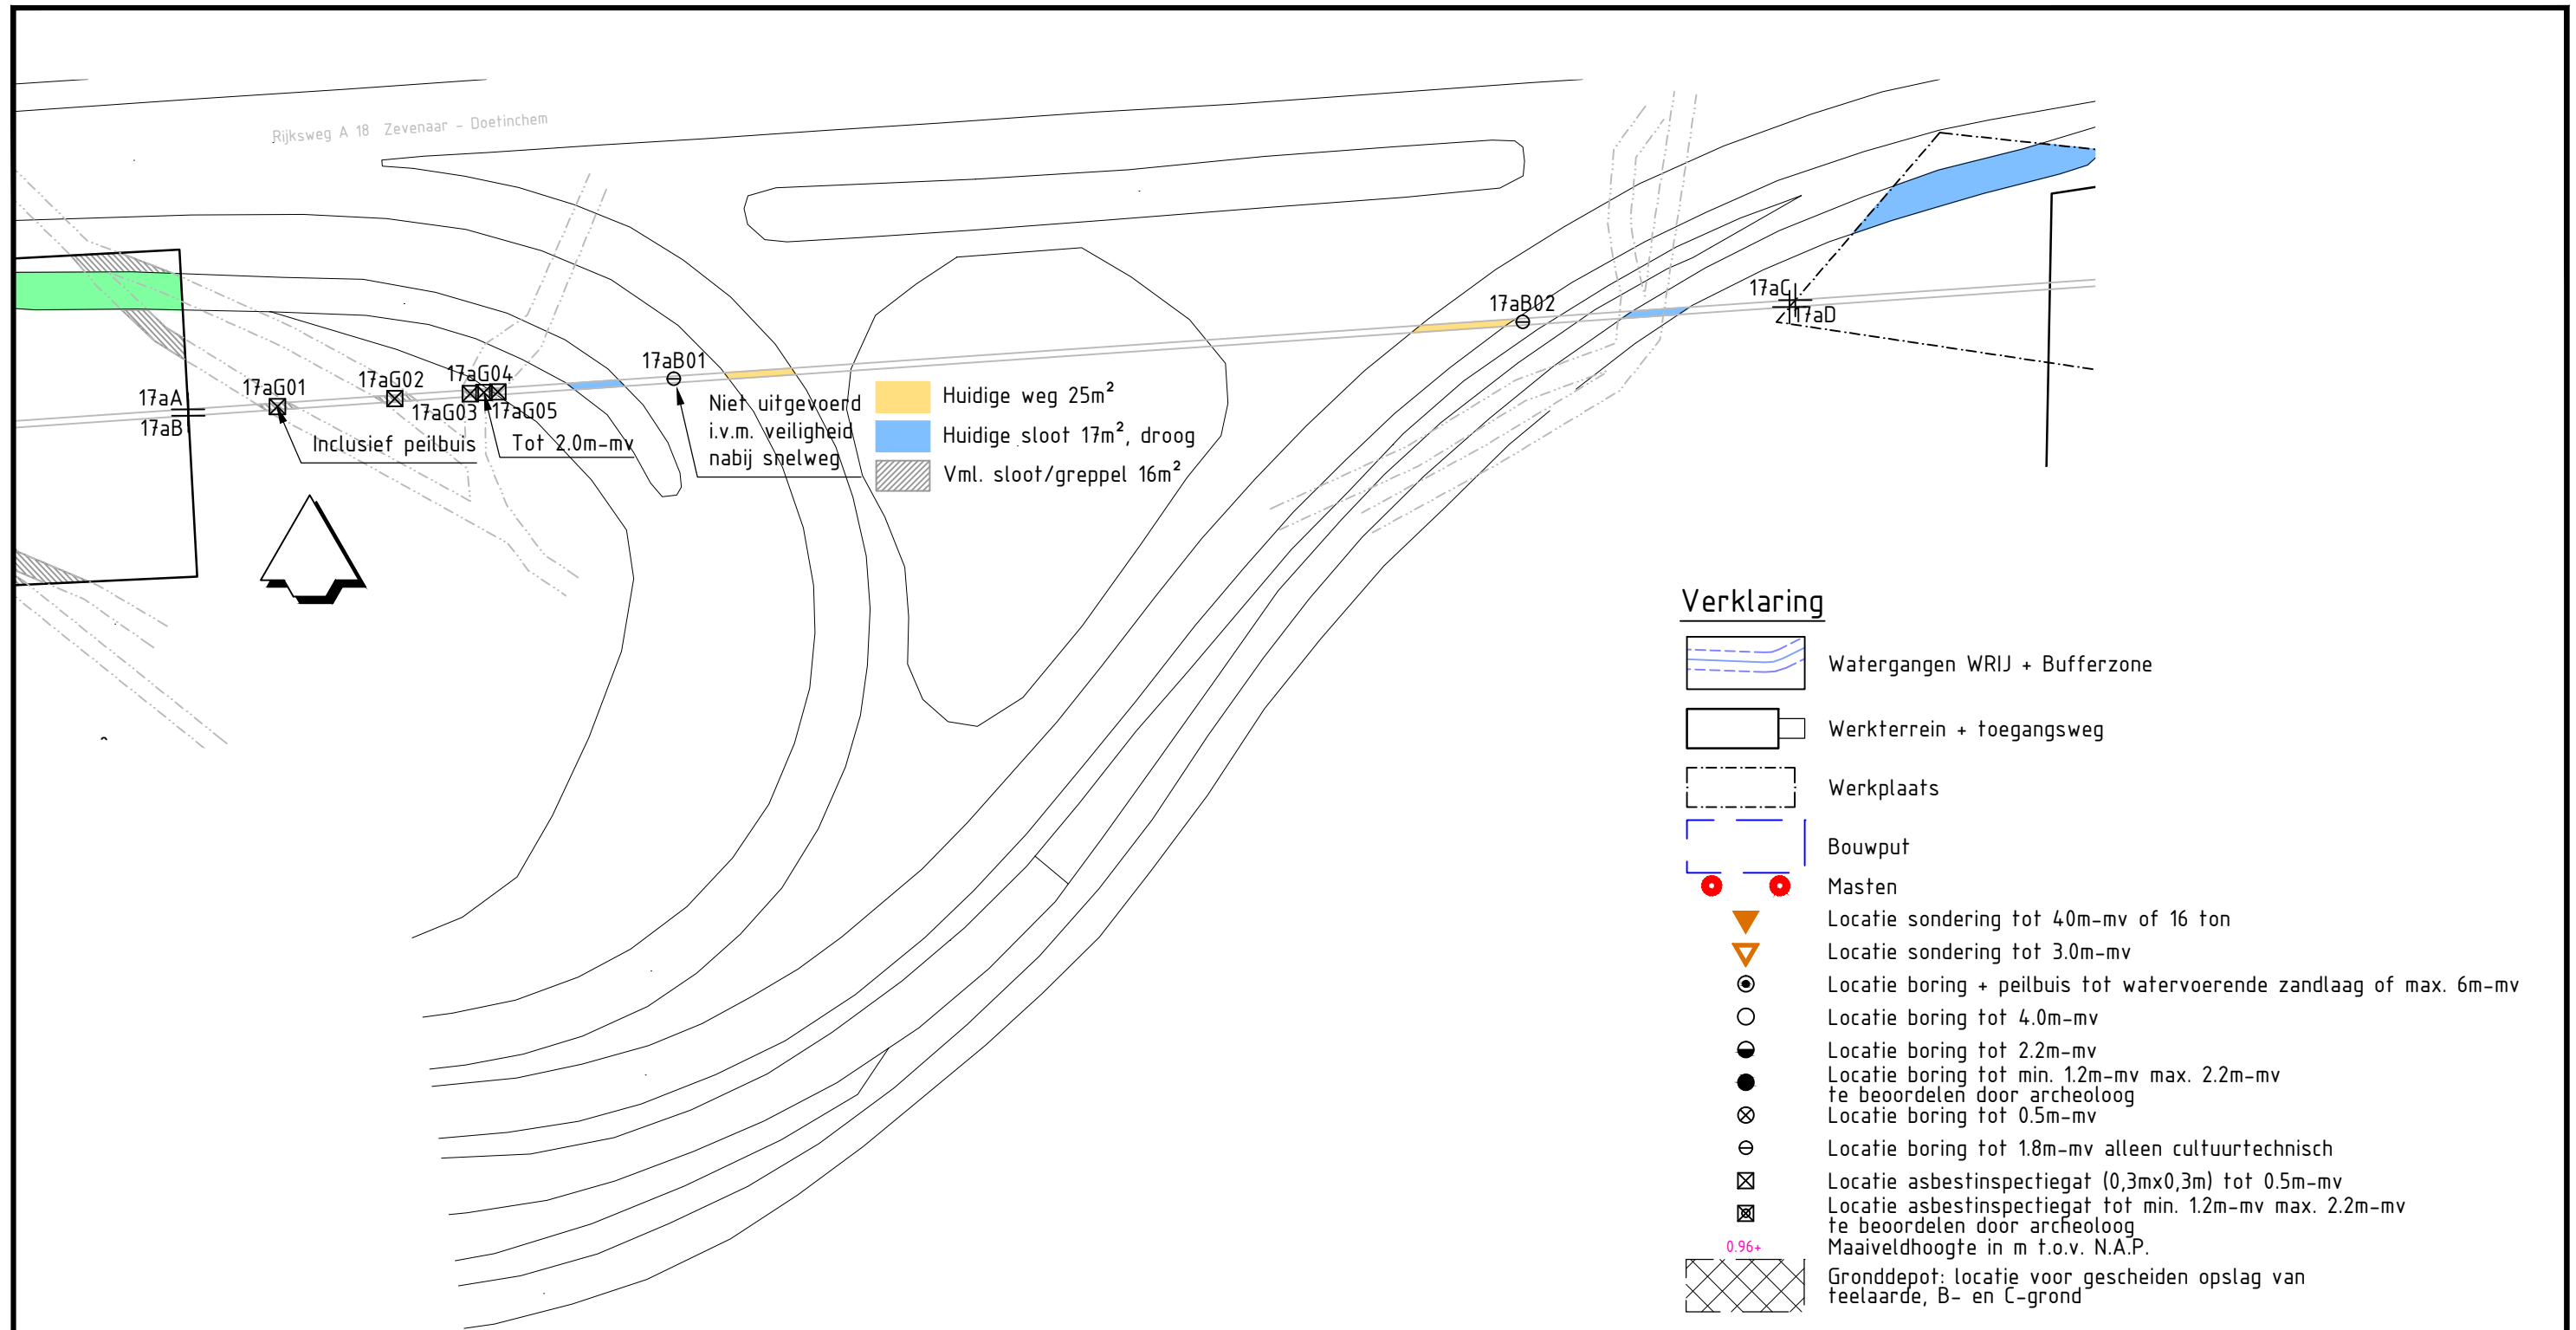 Rijksweg A 18 Zevenaar - Doetinchem
17aA
17aB
17aG01
17aG02
17aG03
17aG04
17aG05
Inclusief peilbuis
Tot 2.0m-mv
17aB01
Niet uitgevoerd
i.v.m. veiligheid
nabij snelweg
Huidige weg 25m²
Huidige sloot 17m², droog
Vml. sloot/greppel 16m²
17aB02
17aC
17aD
Verklaring
Watergangen WRIJ + Bufferzone
Werkterrein + toegangsweg
Werkplaats
Bouwput
Masten
Locatie sondering tot 40m-mv of 16 ton
Locatie sondering tot 3.0m-mv
Locatie boring + peilbuis tot watervoerende zandlaag of max. 6m-mv
Locatie boring tot 4.0m-mv
Locatie boring tot 2.2m-mv
Locatie boring tot min. 1.2m-mv max. 2.2m-mv
te beoordelen door archeoloog
Locatie boring tot 0.5m-mv
Locatie boring tot 1.8m-mv alleen cultuurtechnisch
Locatie asbestinspectiegat (0,3mx0,3m) tot 0.5m-mv
Locatie asbestinspectiegat tot min. 1.2m-mv max. 2.2m-mv
te beoordelen door archeoloog
0.96+ Maaiveldhoogte in m t.o.v. N.A.P.
Gronddepot: locatie voor gescheiden opslag van
teelaarde, B- en C-grond